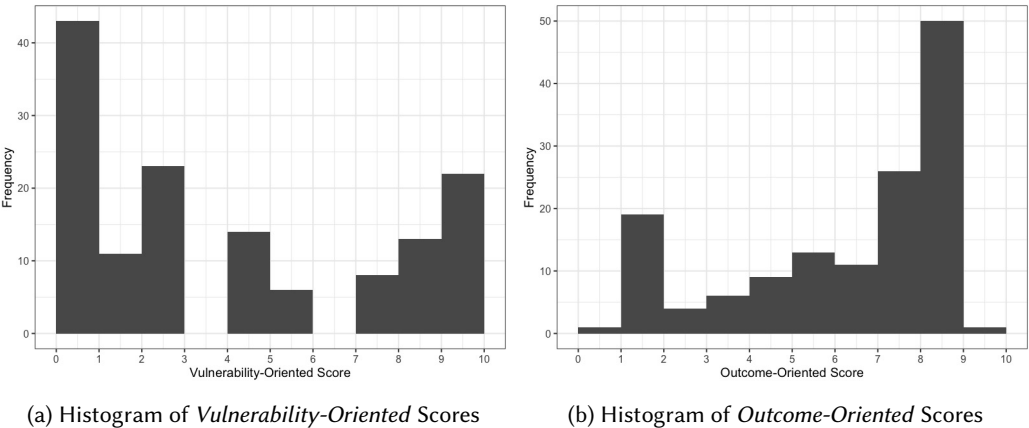 40
30
20
10
0
Frequency
0 1 2 3 4 5 6 7 8 9 10
Vulnerability-Oriented Score
(a) Histogram of Vulnerability-Oriented Scores
50
40
30
20
10
0
Frequency
0 1 2 3 4 5 6 7 8 9 10
Outcome-Oriented Score
(b) Histogram of Outcome-Oriented Scores